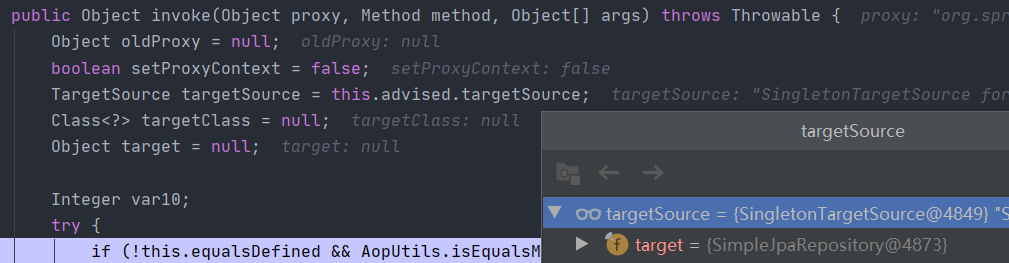 public Object invoke(Object proxy, Method method, Object[] args) throws Throwable {  proxy: "org.spr
Object oldProxy = null;  oldProxy: null
boolean setProxyContext = false;  setProxyContext: false
TargetSource targetSource = this.advised.targetSource;  targetSource: "SingletonTargetSource for
Class<?> targetClass = null;  targetClass: null
targetSource
Object target = null;  target: null
Integer var10;
targetSource = {SingletonTargetSource@4849} "S
try {
if (!this.equalsDefined && AopUtils.isEqualsM
f target = {SimpleJpaRepository@4873}